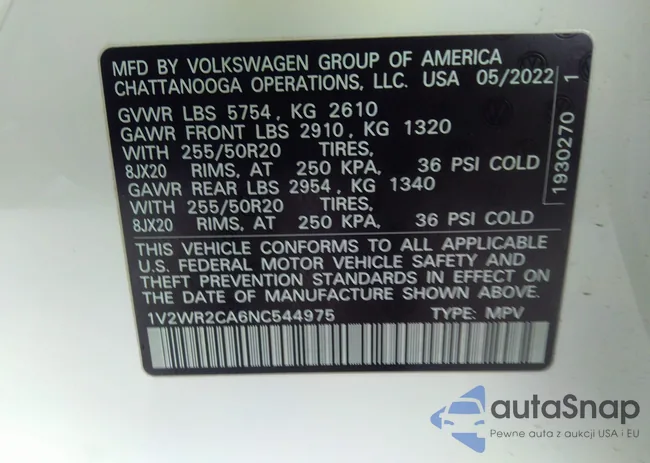 MFD BY VOLKSWAGEN GROUP OF AMERICA
CHATTANOOGA OPERATIONS, LLC. USA 05/2022
GVWR LBS 5754 , KG 2610
GAWR FRONT LBS 2910, KG 1320
WITH 255/50R20 TIRES,
8JX20 RIMS, AT 250 KPA, 36 PSI COLD
GAWR REAR LBS 2954 , KG 1340
WITH 255/50R20 TIRES,
8JX20 RIMS, AT 250 KPA, 36 PSI COLD
THIS VEHICLE CONFORMS TO ALL APPLICABLE
U.S. FEDERAL MOTOR VEHICLE SAFETY AND
THEFT PREVENTION STANDARDS IN EFFECT ON
THE DATE OF MANUFACTURE SHOWN ABOVE.
1V2WR2CA6NC544975 TYPE: MPV
1930270 1
autaSnap
Pewne auta z aukcji USA i EU